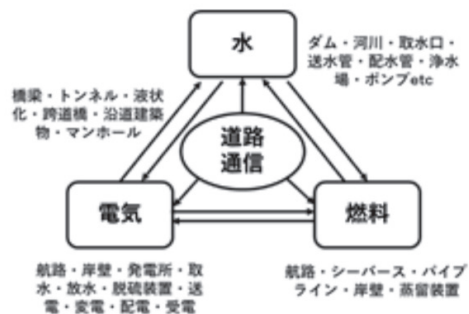 水
ダム・河川・取水口・
送水管・配水管・浄水
場・ポンプetc
橋梁・トンネル・液状
化・跨道橋・沿道建築
物・マンホール
道路
通信
電気
燃料
航路・岸壁・発電所・取
水・放水・脱硫装置・送
電・変電・配電・受電
航路・シーバース・パイプ
ライン・岸壁・蒸留装置